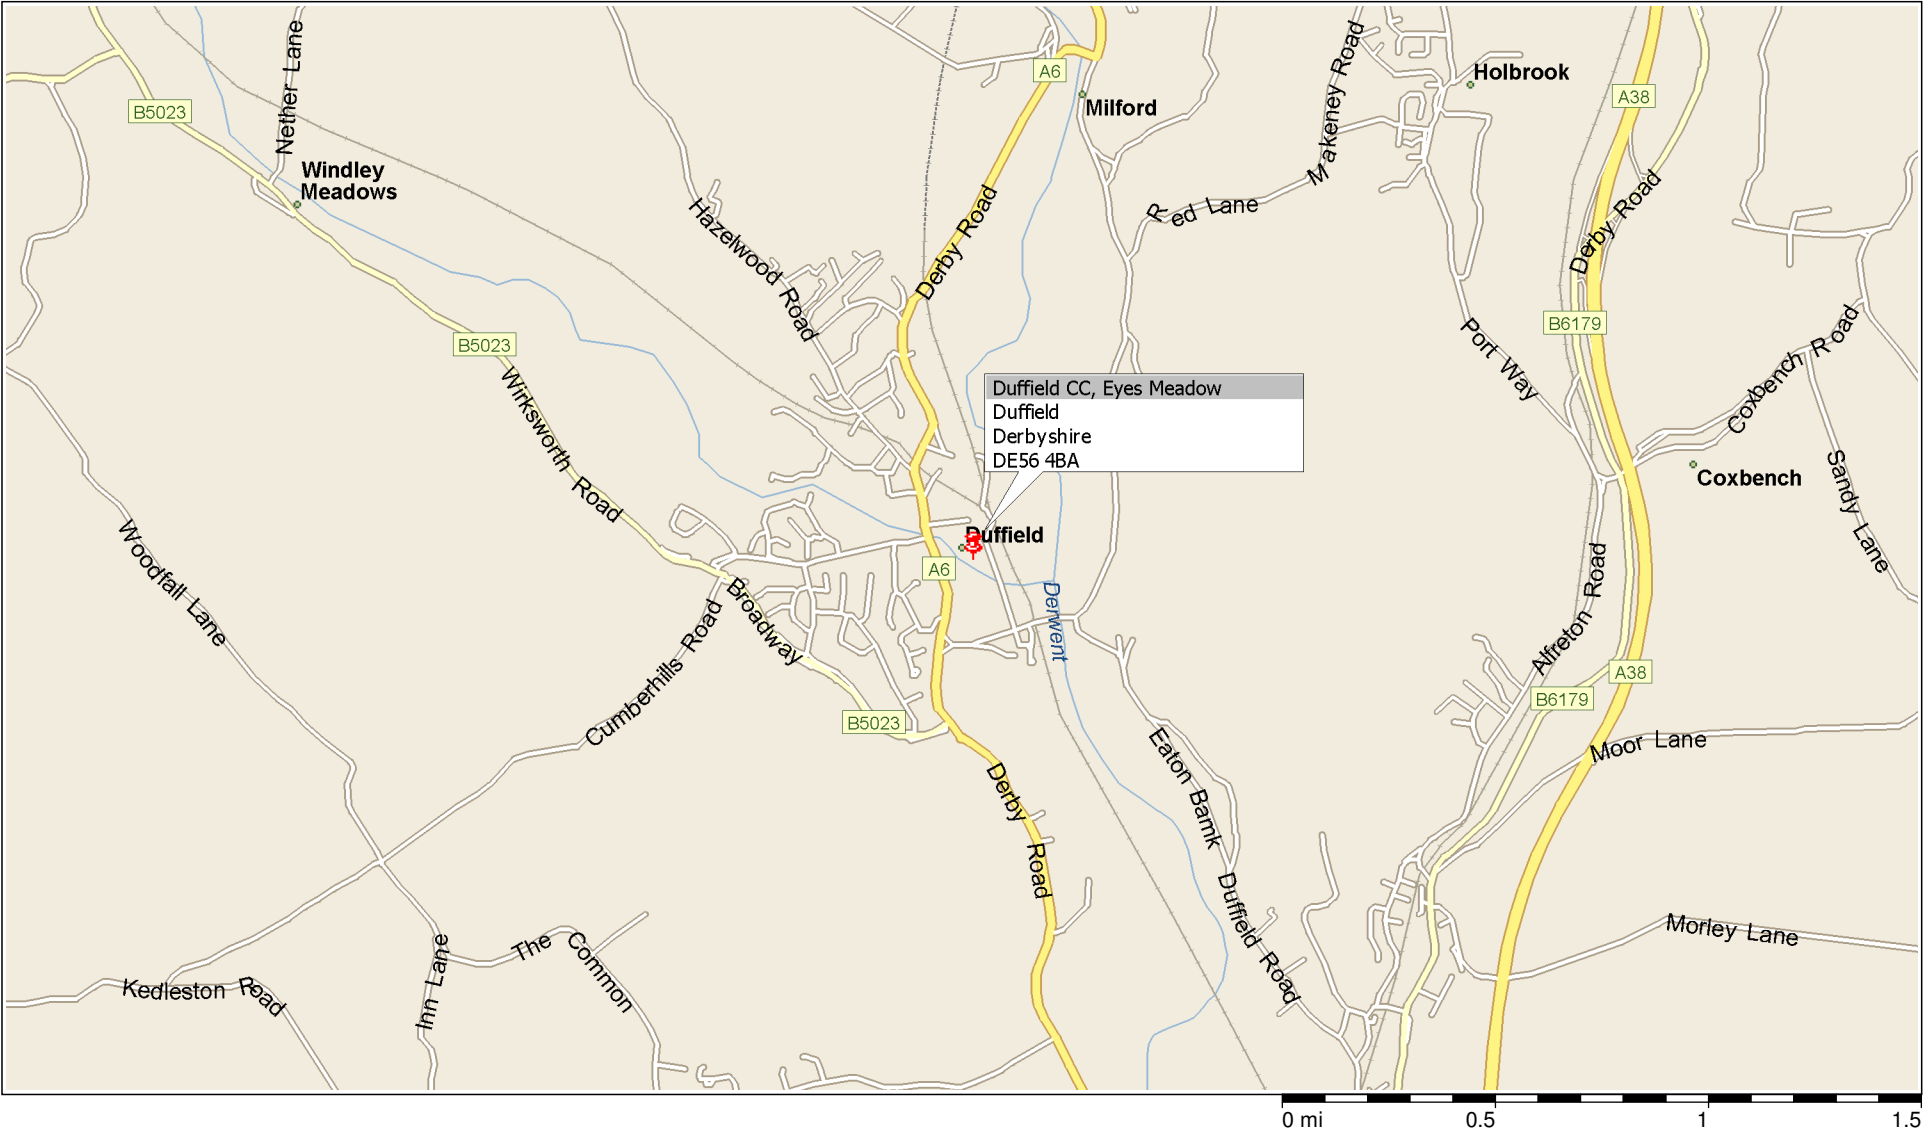 Nether Lane
B5023
Windley
Meadows
A6
Milford
Makeney Road
Holbrook
A38
Hazelwood Road
Derby Road
Red Lane
Derby Road
B5023
B6179
Port Way
Coxbench Road
Wirksworth Road
Duffield CC, Eyes Meadow
Duffield
Derbyshire
DE56 4BA
Coxbench
Sandy Lane
Woodfall Lane
Duffield
A6
Derwent
Broadway
Cumberhills Road
Alfreton Road
A38
B6179
B5023
Moor Lane
Eaton Bamk
Derby Road
Duffield Road
Morley Lane
The Common
Inn Lane
Kedleston Road
0 mi 0.5 1 1.5